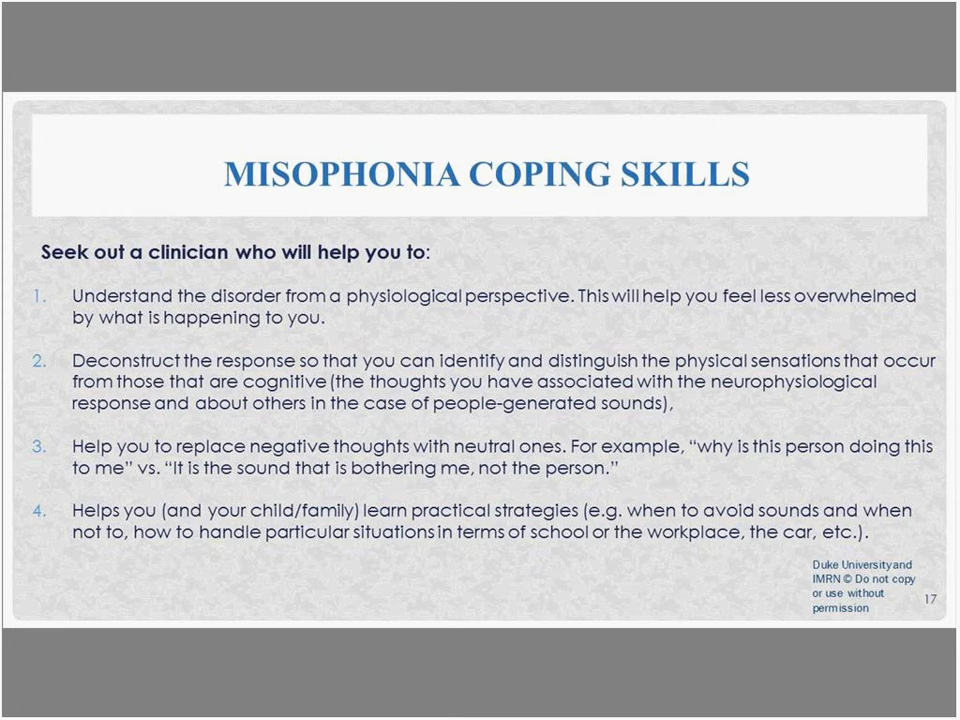 MISOPHONIA COPING SKILLS
Seek out a clinician who will help you to:
1. Understand the disorder from a physiological perspective. This will help you feel less overwhelmed
by what is happening to you.
2. Deconstruct the response so that you can identify and distinguish the physical sensations that occur
from those that are cognitive (the thoughts you have associated with the neurophysiological
response and about others in the case of people-generated sounds),
3. Help you to replace negative thoughts with neutral ones. For example, “why is this person doing this
to me” vs. “It is the sound that is bothering me, not the person.”
4. Helps you (and your child/family) learn practical strategies (e.g. when to avoid sounds and when
not to, how to handle particular situations in terms of school or the workplace, the car, etc.).
Duke University and
IMRN © Do not copy
or use without
permission
17